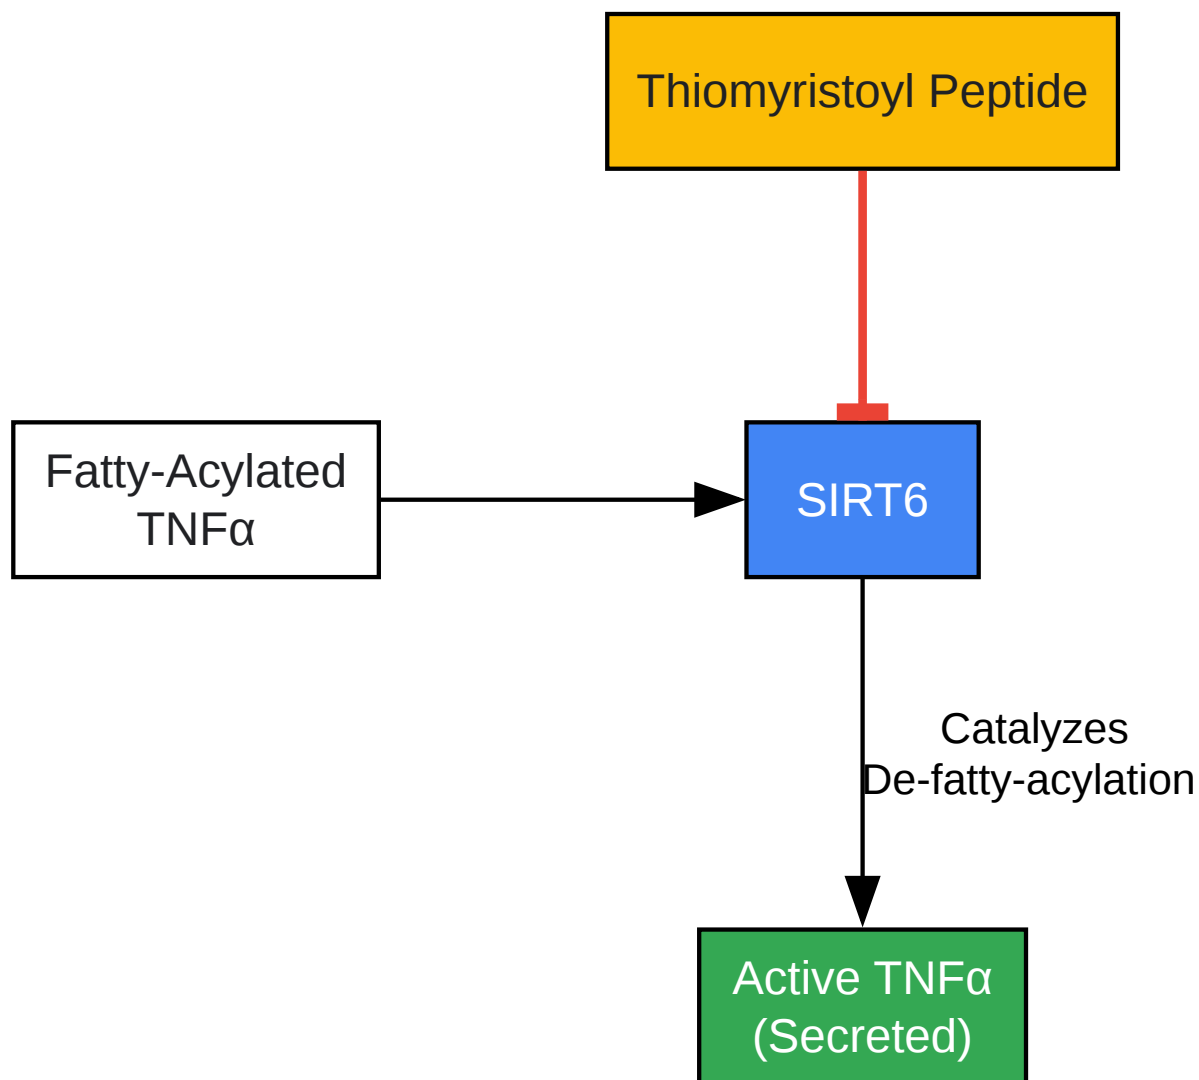 Thiomyristoyl Peptide
Fatty-Acylated
TNFα
SIRT6
Catalyzes
De-fatty-acylation
Active TNFα
(Secreted)